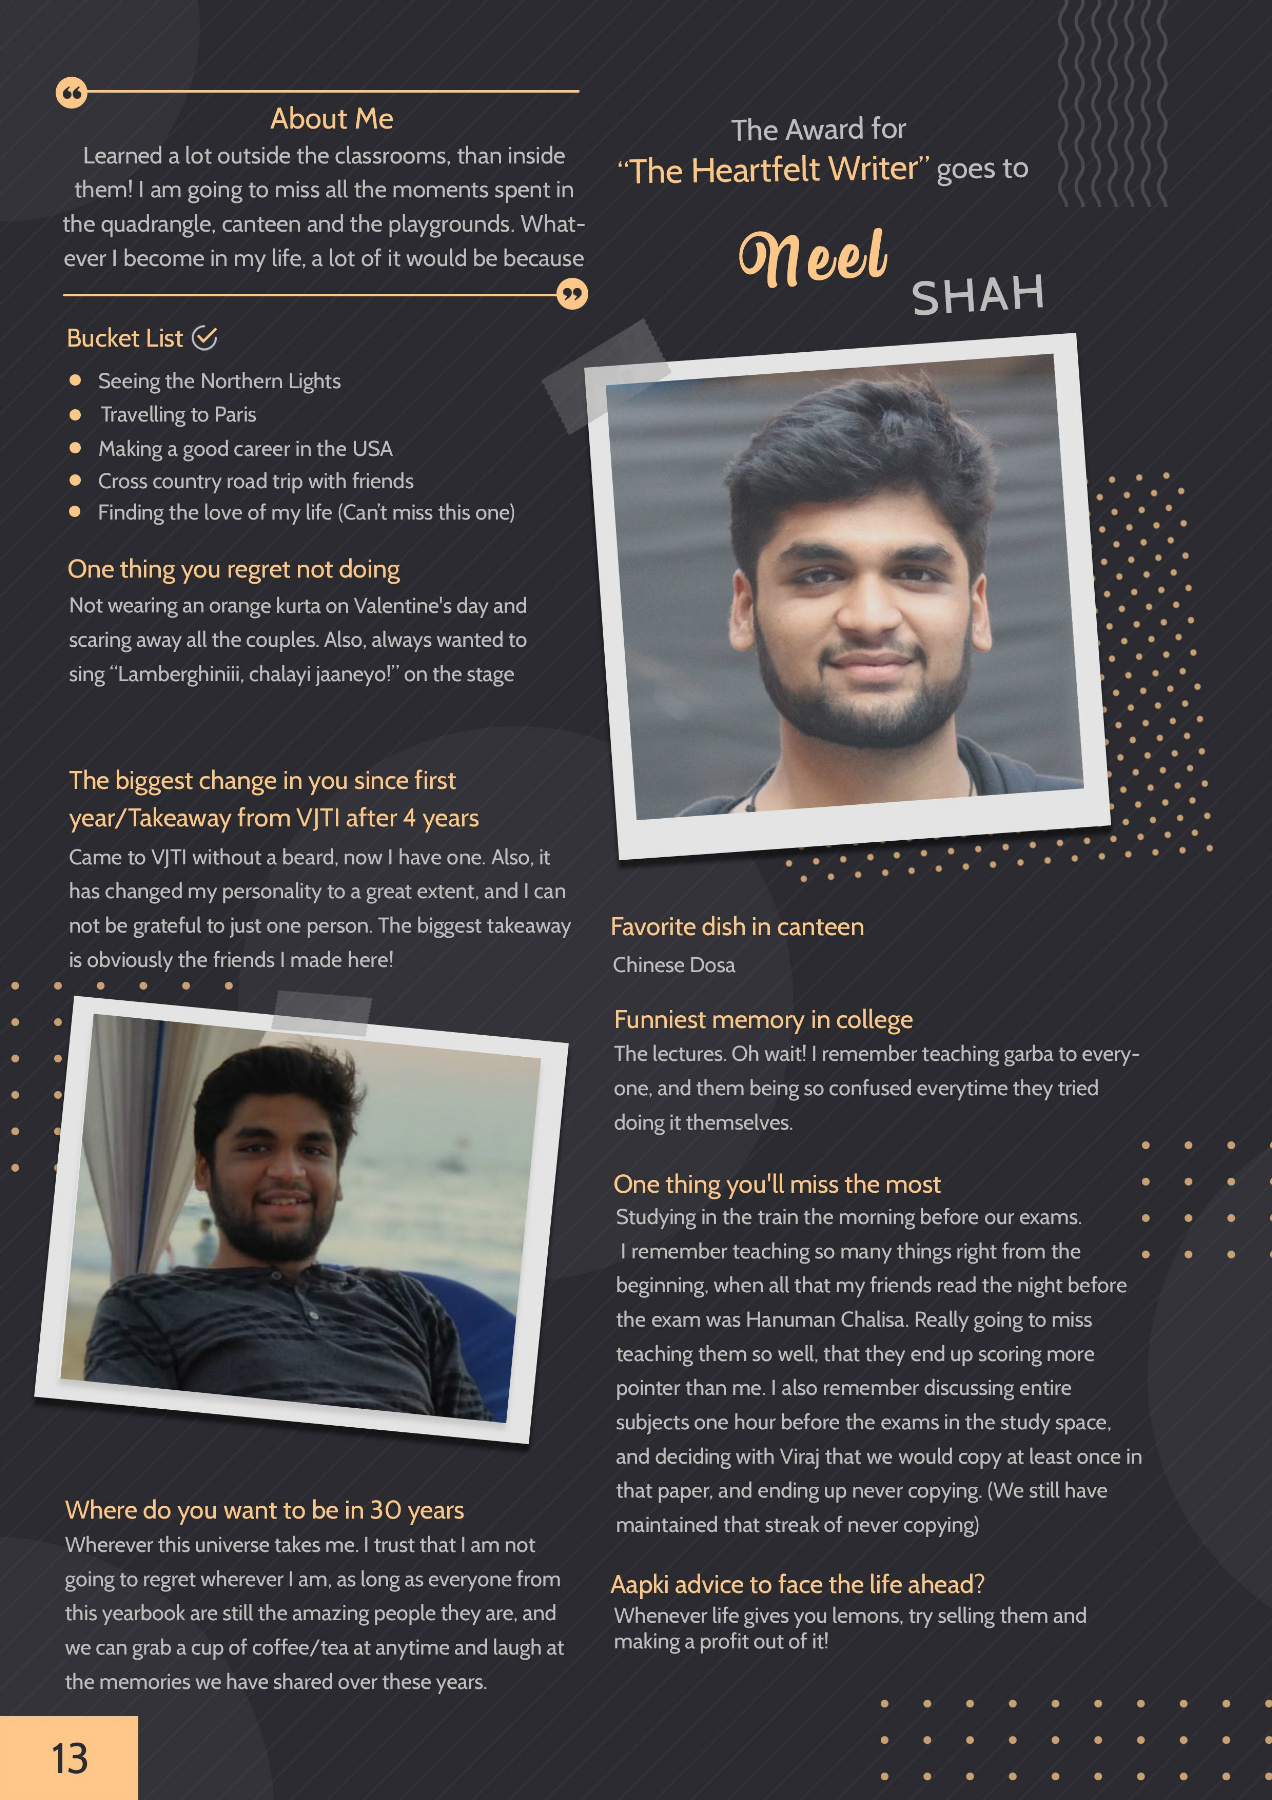 About Me
Learned a lot outside the classrooms, than inside
them! I am going to miss all the moments spent in
the quadrangle, canteen and the playgrounds. What-
ever I become in my life, a lot of it would be because
Bucket List
Seeing the Northern Lights
Travelling to Paris
Making a good career in the USA
Cross country road trip with friends
Finding the love of my life (Can't miss this one)
One thing you regret not doing
Not wearing an orange kurta on Valentine's day and
scaring away all the couples. Also, always wanted to
sing “Lamberghiniii, chalayi jaaneyo!” on the stage
The biggest change in you since first
year/Takeaway from VJTI after 4 years
Came to VJTI without a beard, now I have one. Also, it
has changed my personality to a great extent, and I can
not be grateful to just one person. The biggest takeaway
is obviously the friends I made here!
Where do you want to be in 30 years
Wherever this universe takes me. I trust that I am not
going to regret wherever I am, as long as everyone from
this yearbook are still the amazing people they are, and
we can grab a cup of coffee/tea at anytime and laugh at
the memories we have shared over these years.
The Award for
“The Heartfelt Writer” goes to
Neel
SHAH
Favorite dish in canteen
Chinese Dosa
Funniest memory in college
The lectures. Oh wait! I remember teaching garba to every-
one, and them being so confused everytime they tried
doing it themselves.
One thing you'll miss the most
Studying in the train the morning before our exams.
I remember teaching so many things right from the
beginning, when all that my friends read the night before
the exam was Hanuman Chalisa. Really going to miss
teaching them so well, that they end up scoring more
pointer than me. I also remember discussing entire
subjects one hour before the exams in the study space,
and deciding with Viraj that we would copy at least once in
that paper, and ending up never copying. (We still have
maintained that streak of never copying)
Aapki advice to face the life ahead?
Whenever life gives you lemons, try selling them and
making a profit out of it!
13